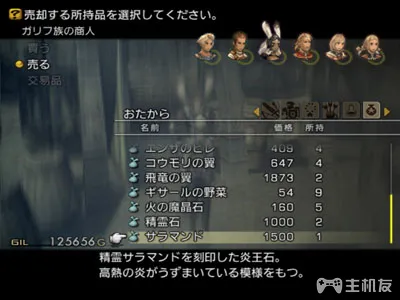 売却する所持品を選択してください。
ガリフ族の商人
買う
売る
交易品
おたから
名前 価格 所持
エンサのヒレ 409 4
コウモリの翼 647 4
飛竜の翼 1873 2
ギサールの野菜 54 9
火の魔晶石 160 5
精霊石 1000 2
サラマンド 1500 1
GIL 125656G
精霊サラマンドを刻印した炎王石。
高熱の炎がうずまいている模様をもつ。
主机友